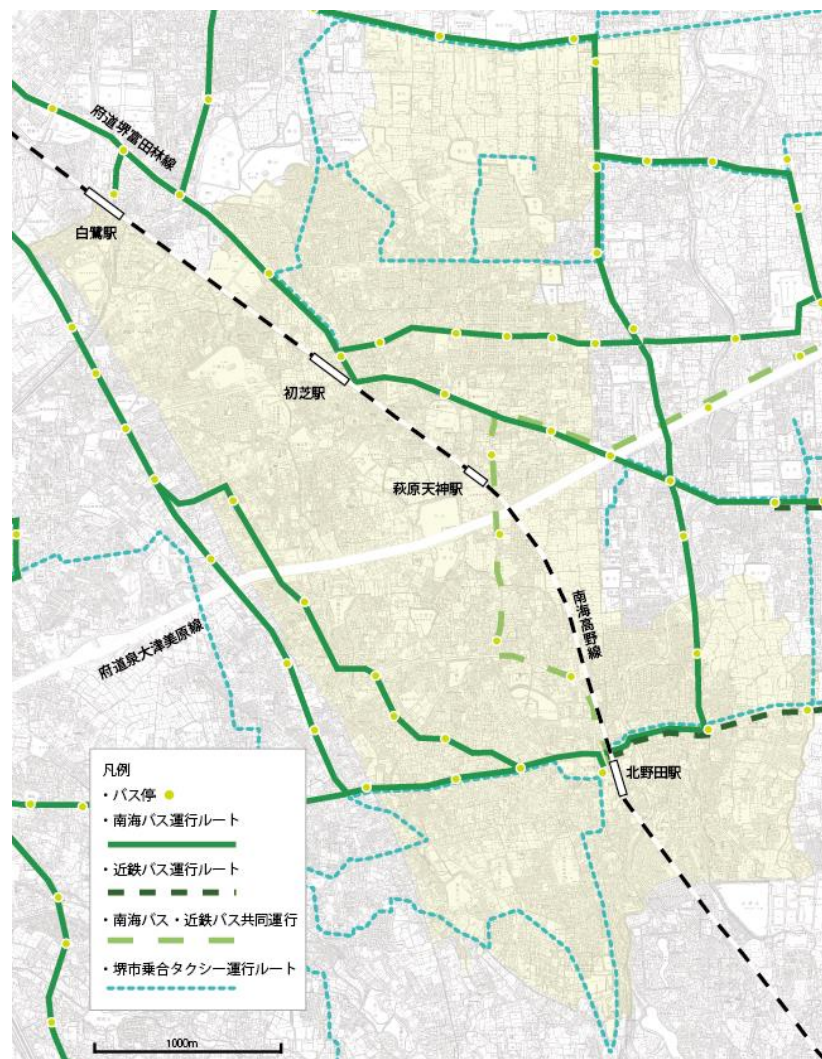 府道堺富田林線
白鷺駅
初芝駅
萩原天神駅
南海高野線
府道泉大津美原線
北野田駅
凡例
・バス停
・南海バス運行ルート
・近鉄バス運行ルート
・南海バス・近鉄バス共同運行
・堺市乗合タクシー運行ルート
1000m